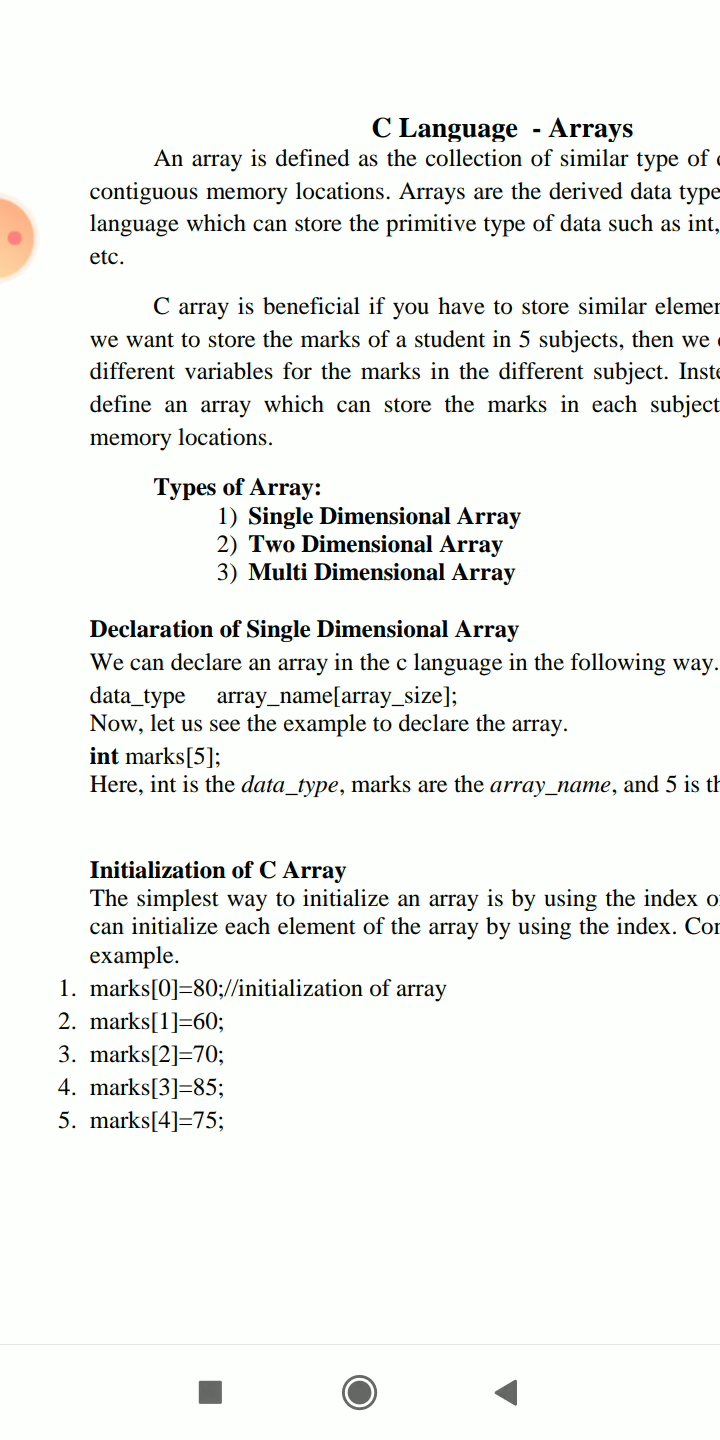 C Language - Arrays
An array is defined as the collection of similar type of
contiguous memory locations. Arrays are the derived data type
language which can store the primitive type of data such as int,
etc.
C array is beneficial if you have to store similar
we want to store the marks of a student in 5 subjects, then we
different variables for the marks in the different subject.
define an array which can store the marks in each subject
memory locations.
Types of Array:
1) Single Dimensional Array
2) Two Dimensional Array
3) Multi Dimensional Array
Declaration of Single Dimensional Array
We can declare an array in the c language in the following way.
data_type array_name[array_size];
Now, let us see the example to declare the array.
int marks[5];
Here, int is the data_type, marks are the array_name, and 5 is
Initialization of C Array
The simplest way to initialize an array is by using the index
can initialize each element of the array by using the index.
example.
1. marks[0]=80;//initialization of array
2. marks[1]=60;
3. marks[2]=70;
4. marks[3]=85;
5. marks[4]=75;